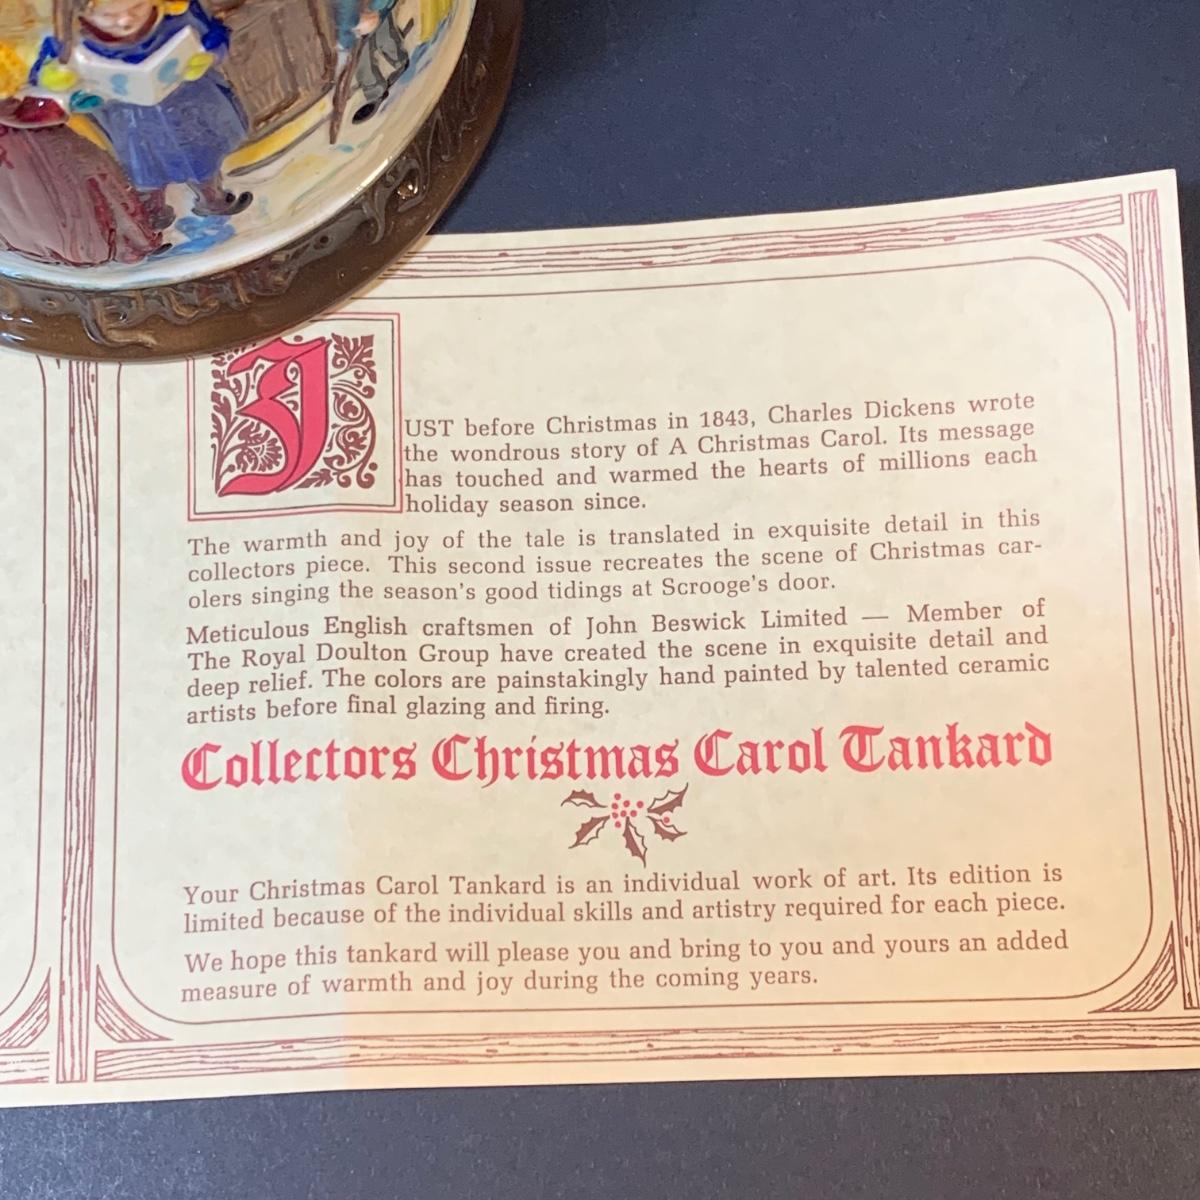 JUST before Christmas in 1843, Charles Dickens wrote
the wondrous story of A Christmas Carol. Its message
has touched and warmed the hearts of millions each
holiday season since.
The warmth and joy of the tale is translated in exquisite detail in this
collectors piece. This second issue recreates the scene of Christmas car-
olers singing the season's good tidings at Scrooge's door.
Meticulous English craftsmen of John Beswick Limited — Member of
The Royal Doulton Group have created the scene in exquisite detail and
deep relief. The colors are painstakingly hand painted by talented ceramic
artists before final glazing and firing.
Collectors Christmas Carol Tankard
Your Christmas Carol Tankard is an individual work of art. Its edition is
limited because of the individual skills and artistry required for each piece.
We hope this tankard will please you and bring to you and yours an added
measure of warmth and joy during the coming years.